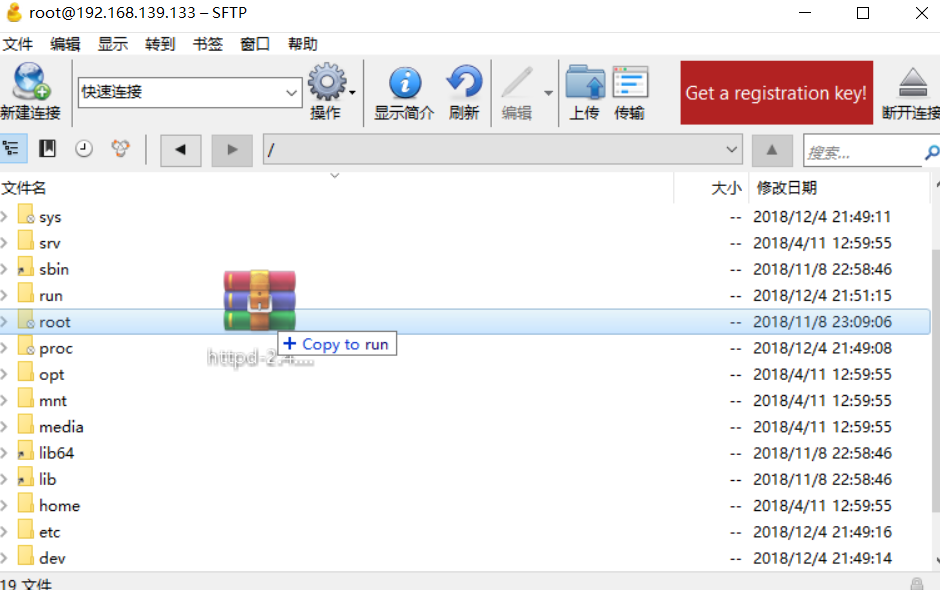 root@192.168.139.133 – SFTP
文件 编辑 显示 转到 书签 窗口 帮助
快速连接
Get a registration key!
新建连接 操作 显示简介 刷新 编辑 上传 传输 断开连接
/
搜索...
文件名 大小 修改日期
sys -- 2018/12/4 21:49:11
srv -- 2018/4/11 12:59:55
sbin -- 2018/11/8 22:58:46
run -- 2018/12/4 21:51:15
root -- 2018/11/8 23:09:06
Copy to run
proc -- 2018/12/4 21:49:08
httpd-2.4....
opt -- 2018/4/11 12:59:55
mnt -- 2018/4/11 12:59:55
media -- 2018/4/11 12:59:55
lib64 -- 2018/11/8 22:58:46
lib -- 2018/11/8 22:58:46
home -- 2018/4/11 12:59:55
etc -- 2018/12/4 21:49:16
dev -- 2018/12/4 21:49:14
19 文件